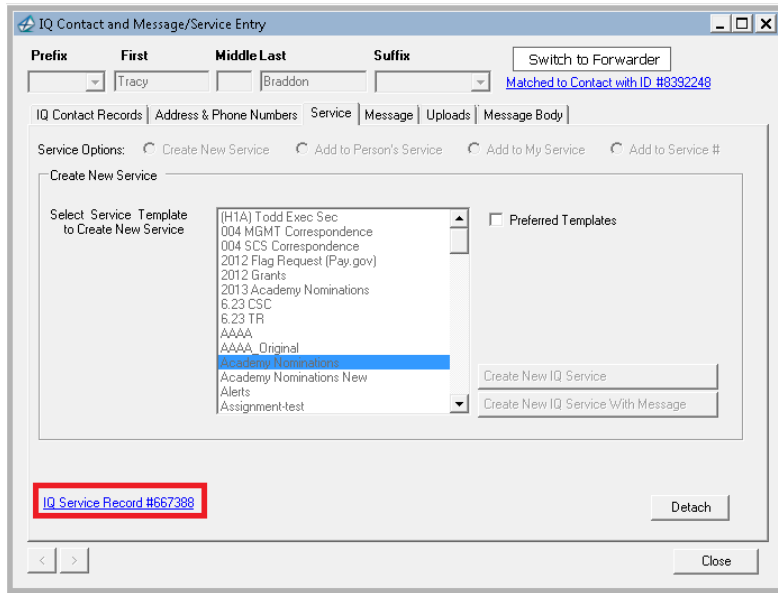 IQ Contact and Message/Service Entry
Prefix First Middle Last Suffix
Switch to Forwarder
Tracy Braddon
Matched to Contact with ID #8392248
IQ Contact Records Address & Phone Numbers Service Message Uploads Message Body
Service Options: Create New Service Add to Person's Service Add to My Service Add to Service #
Create New Service
Select Service Template
to Create New Service
(H1A) Todd Exec Sec
004 MGMT Correspondence
004 SCS Correspondence
2012 Flag Request (Pay.gov)
2012 Grants
2013 Academy Nominations
6.23 CSC
6.23 TR
AAAA
AAAA_Original
Academy Nominations
Academy Nominations New
Alerts
Assignment-test
Preferred Templates
Create New IQ Service
Create New IQ Service With Message
IQ Service Record #667388
Detach
< >
Close